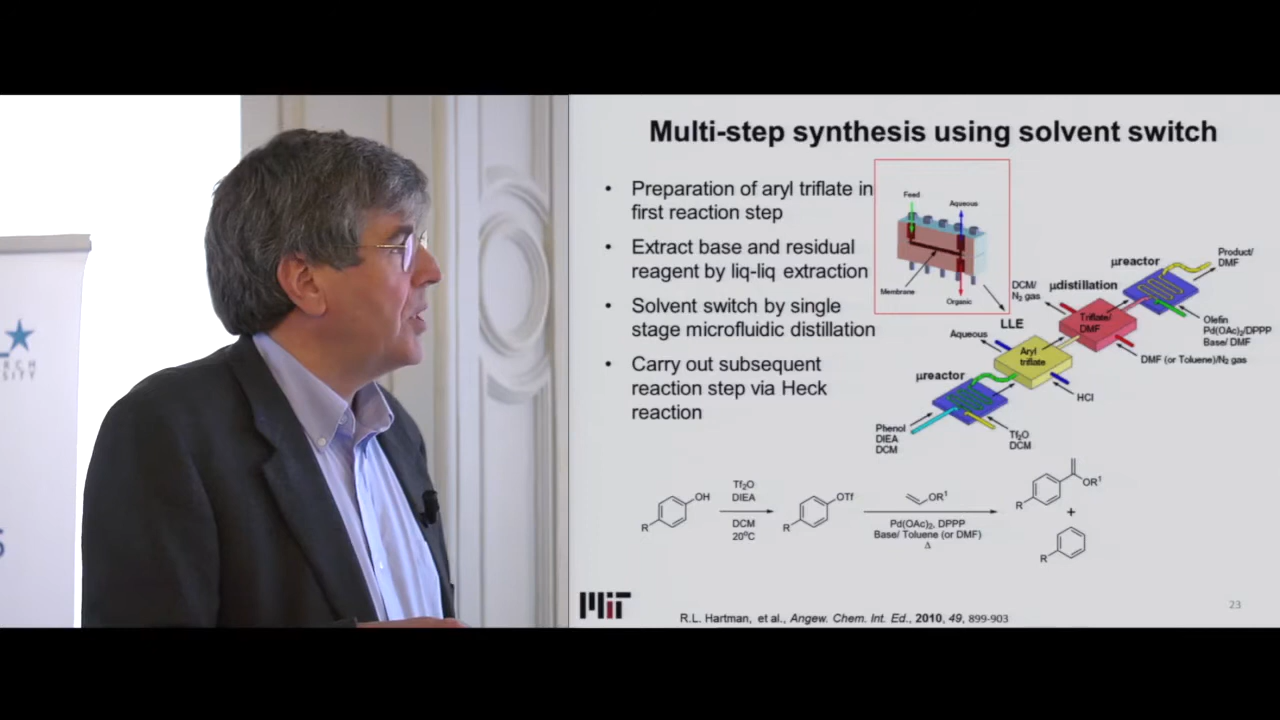 Multi-step synthesis using solvent switch
• Preparation of aryl triflate in
first reaction step
• Extract base and residual
reagent by liq-liq extraction
• Solvent switch by single
stage microfluidic distillation
• Carry out subsequent
reaction step via Heck
reaction
Feed
Aqueous
Membrane
Organic
LLE
DCM/
N₂ gas
µdistillation
µreactor
Product/
DMF
Triflate/
DMF
Olefin
Pd(OAc)₂/DPPP
Base/ DMF
DMF (or Toluene)/N₂ gas
Aqueous
Aryl
triflate
HCl
µreactor
Phenol
DIEA
DCM
Tf₂O
DCM
R
OH
Tf₂O
DIEA
DCM
20°C
R
OTf
OR¹
Pd(OAc)₂, DPPP
Base/ Toluene (or DMF)
Δ
R
OR¹
+
R
MIT
R.L. Hartman, et al., Angew. Chem. Int. Ed., 2010, 49, 899-903
23